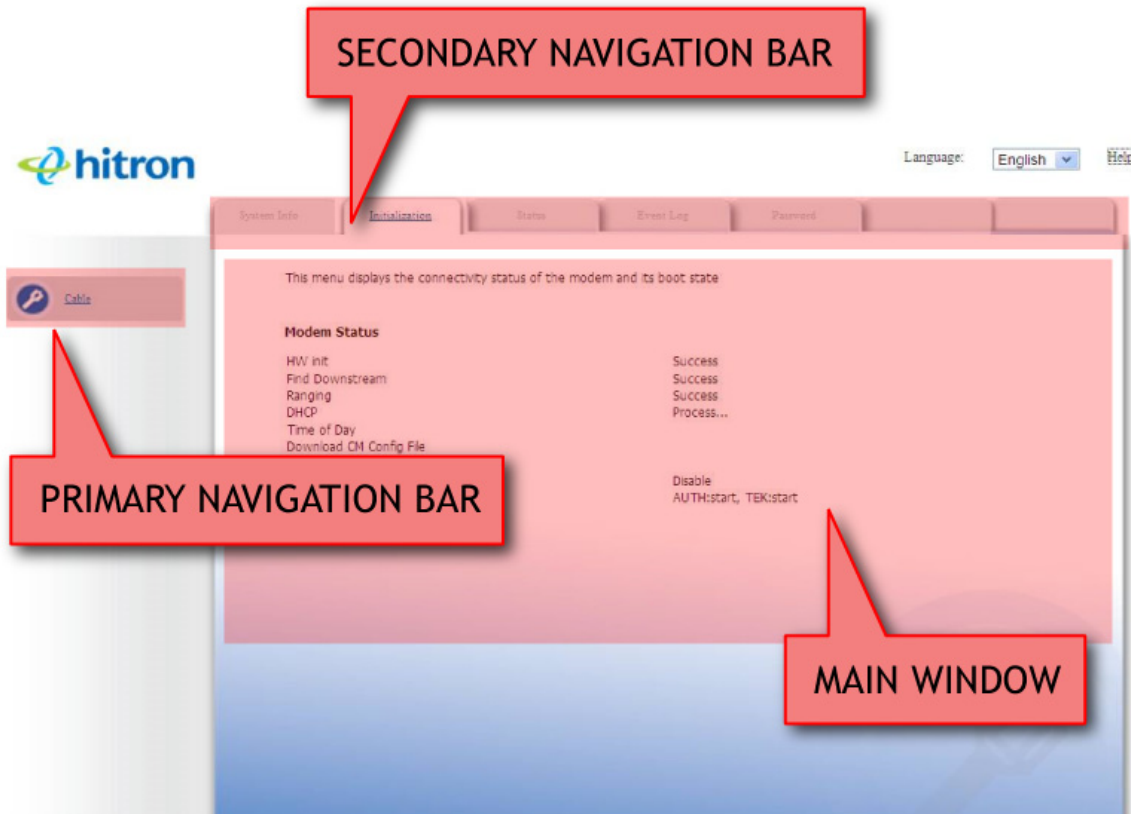 SECONDARY NAVIGATION BAR
hitron
Language: English Help
System Info Initialization Status Event Log Password
Cable
This menu displays the connectivity status of the modem and its boot state
Modem Status
HW init Success
Find Downstream Success
Ranging Success
DHCP Process...
Time of Day
Download CM Config File
Disable
AUTH:start, TEK:start
PRIMARY NAVIGATION BAR
MAIN WINDOW